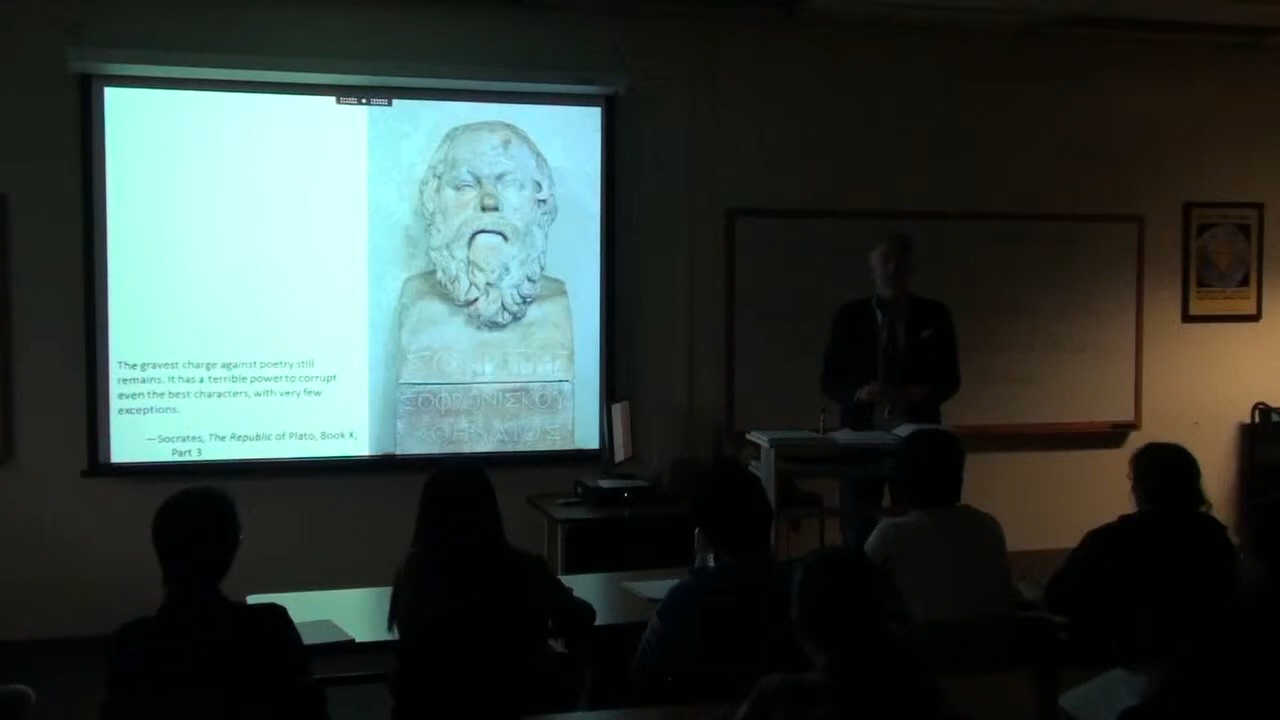 The gravest charge against poetry still
remains. It has a terrible power to corrupt
even the best characters, with very few
exceptions.
—Socrates, The Republic of Plato, Book X,
Part 3
ΣΩΦΡΟΝΙΣΚΟΥ
ΑΘΗΝΑΙΟΣ